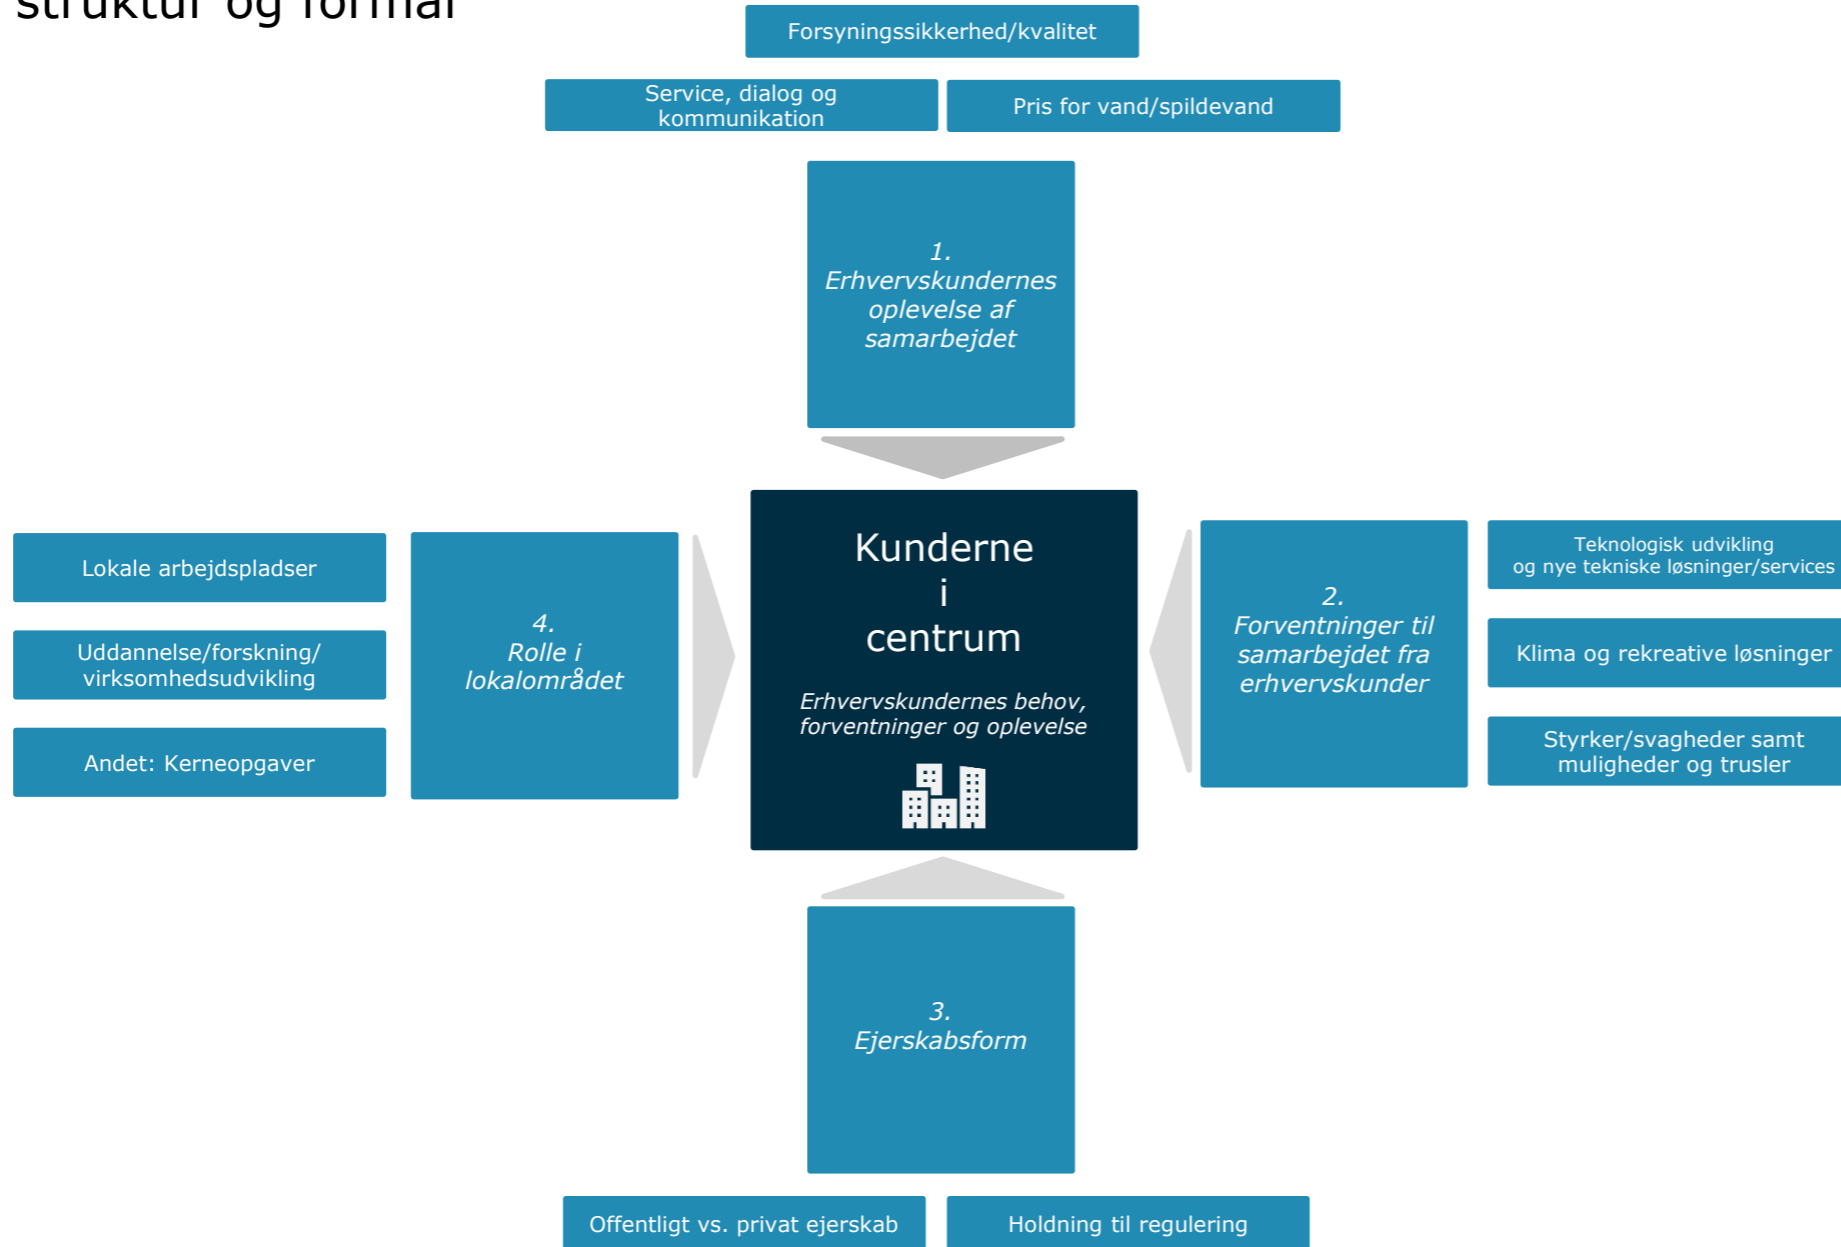 struktur og formål
Forsyningssikkerhed/kvalitet
Service, dialog og
kommunikation
Pris for vand/spildevand
1.
Erhvervskundernes
oplevelse af
samarbejdet
Kunderne
i
centrum
Erhvervskundernes behov,
forventninger og oplevelse
2.
Forventninger til
samarbejdet fra
erhvervskunder
Teknologisk udvikling
og nye tekniske løsninger/services
Klima og rekreative løsninger
Styrker/svagheder samt
muligheder og trusler
3.
Ejerskabsform
Offentligt vs. privat ejerskab
Holdning til regulering
4.
Rolle i
lokalområdet
Lokale arbejdspladser
Uddannelse/forskning/
virksomhedsudvikling
Andet: Kerneopgaver